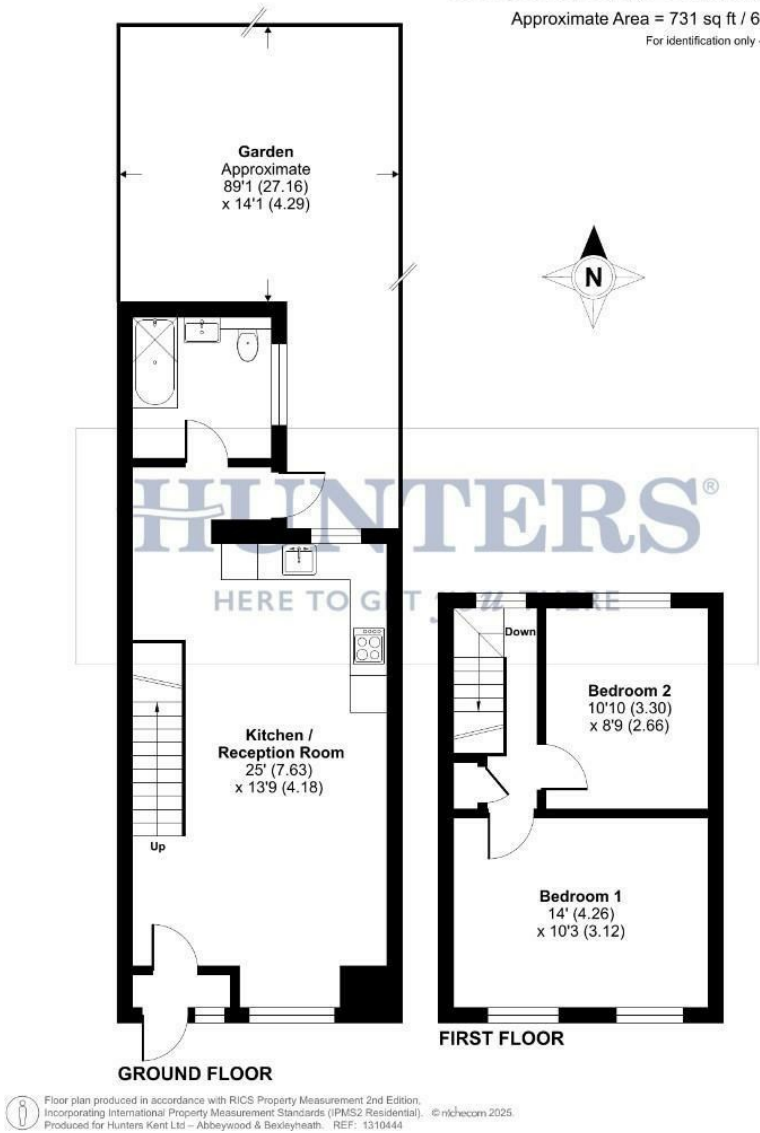 Approximate Area = 731 sq ft / 6
For identification only -
Garden
Approximate
89'1 (27.16)
x 14'1 (4.29)
N
HUNTERS®
HERE TO GET you THERE
Down
Bedroom 2
10'10 (3.30)
x 8'9 (2.66)
Kitchen /
Reception Room
25' (7.63)
x 13'9 (4.18)
Up
Bedroom 1
14' (4.26)
x 10'3 (3.12)
FIRST FLOOR
GROUND FLOOR
Floor plan produced in accordance with RICS Property Measurement 2nd Edition,
Incorporating International Property Measurement Standards (IPMS2 Residential). ©nichecom 2025.
Produced for Hunters Kent Ltd – Abbeywood & Bexleyheath. REF: 1310444